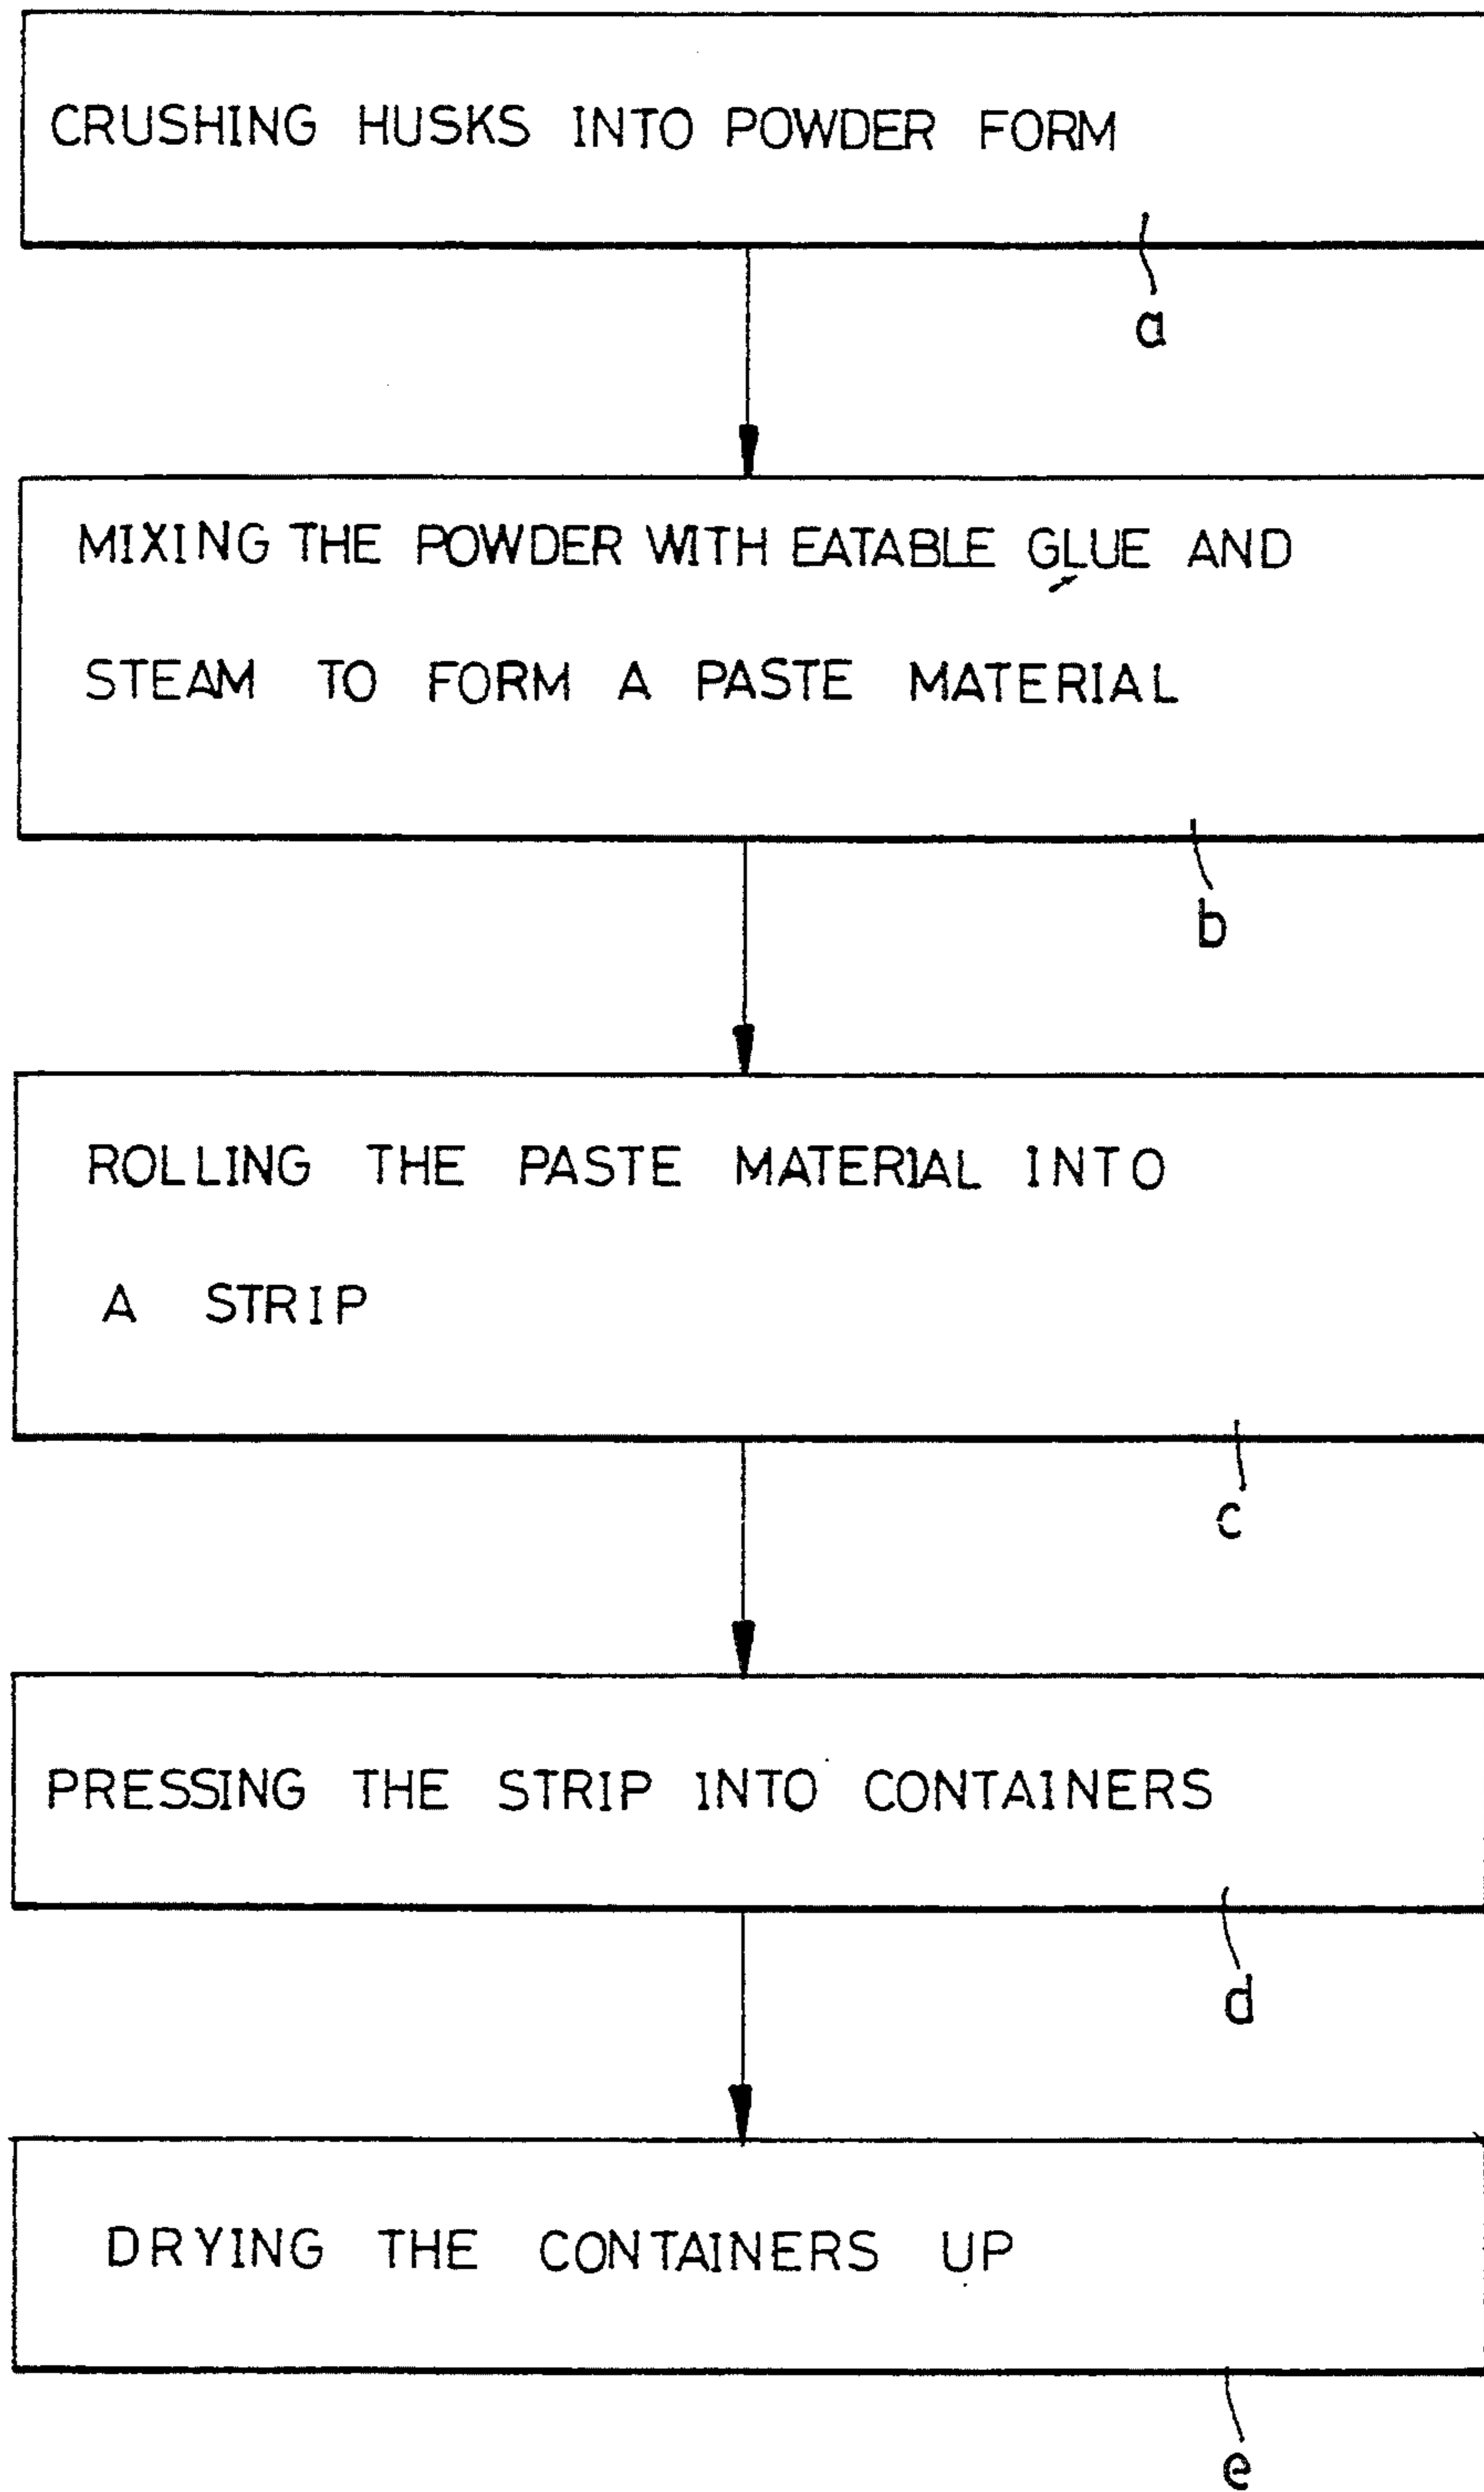 CRUSHING HUSKS INTO POWDER FORM
a
MIXING THE POWDER WITH EATABLE GLUE AND
STEAM TO FORM A PASTE MATERIAL
b
ROLLING THE PASTE MATERIAL INTO
A STRIP
c
PRESSING THE STRIP INTO CONTAINERS
d
DRYING THE CONTAINERS UP
e